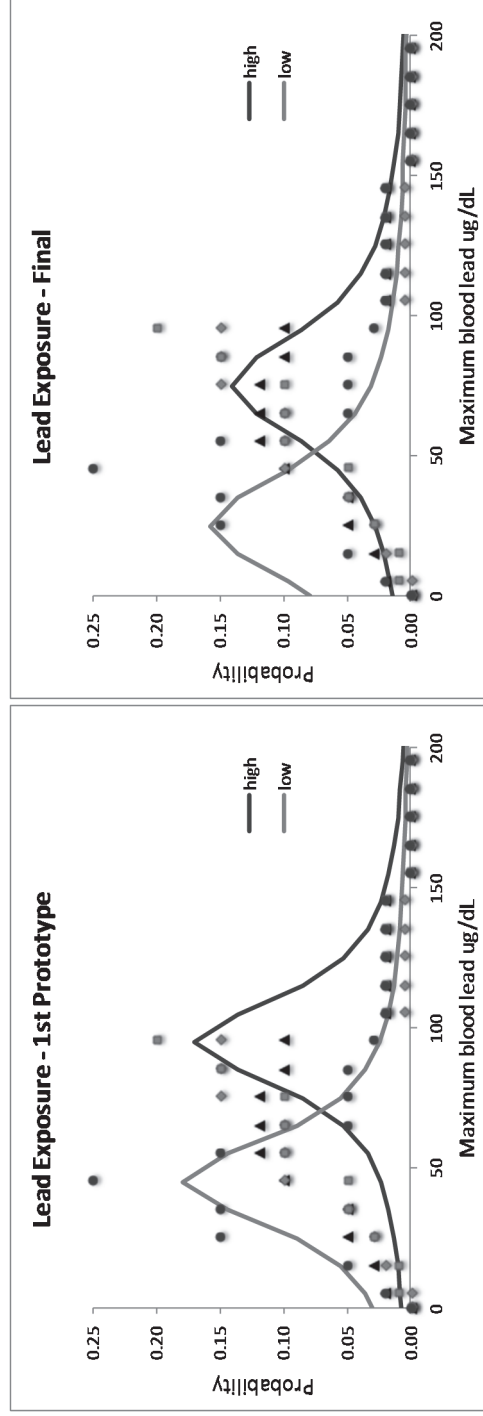 Lead Exposure - 1st Prototype
0.25
0.20
0.15
0.10
0.05
0.00
Probability
0
50
100
150
200
Maximum blood lead ug/dL
high
low
Lead Exposure - Final
0.25
0.20
0.15
0.10
0.05
0.00
Probability
0
50
100
150
200
Maximum blood lead ug/dL
high
low